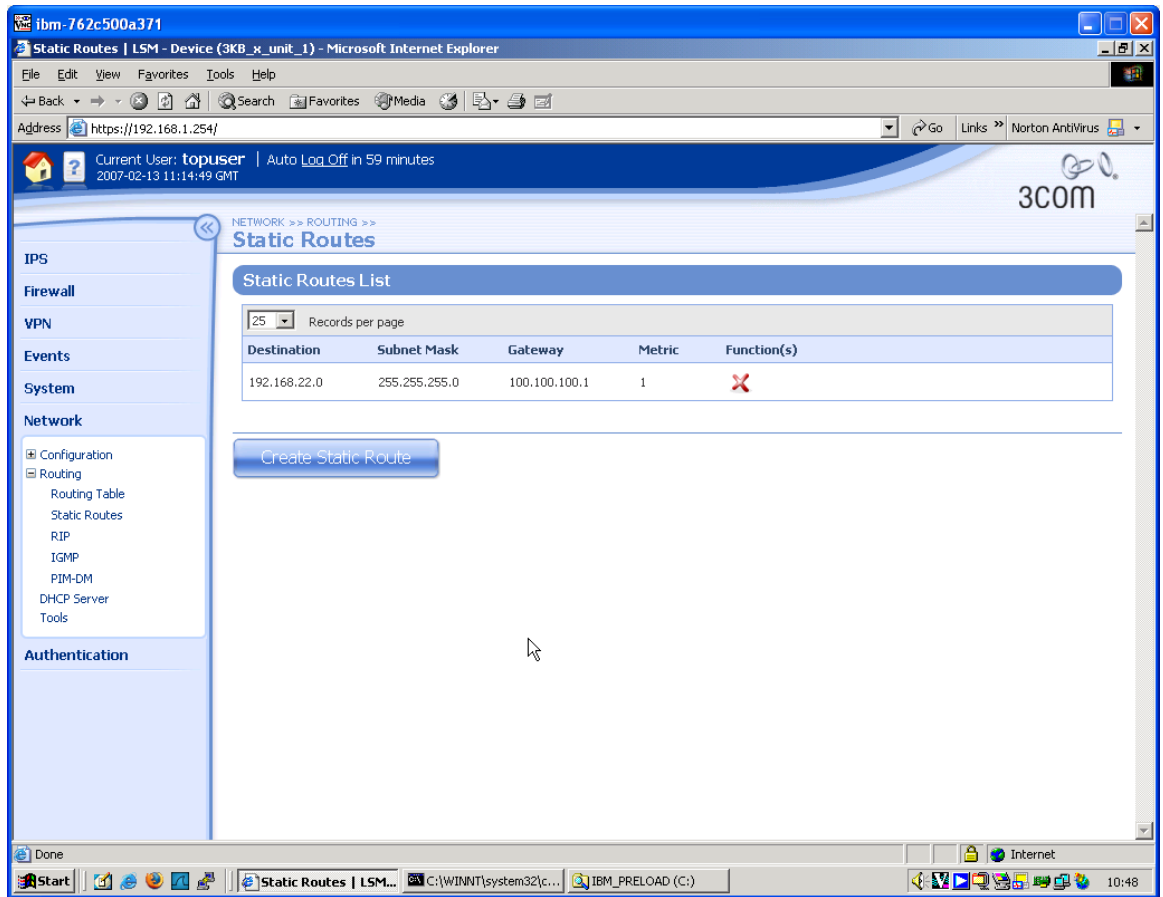 ibm-762c500a371
Static Routes | LSM - Device (3KB_x_unit_1) - Microsoft Internet Explorer
File Edit View Favorites Tools Help
Back Search Favorites Media
Address https://192.168.1.254/ Go Links » Norton AntiVirus
Current User: topuser | Auto Log Off in 59 minutes
2007-02-13 11:14:49 GMT
3COM
NETWORK >> ROUTING >>
Static Routes
IPS
Firewall
VPN
Events
System
Network
Configuration
Routing
Routing Table
Static Routes
RIP
IGMP
PIM-DM
DHCP Server
Tools
Authentication
Static Routes List
25 Records per page
Destination Subnet Mask Gateway Metric Function(s)
192.168.22.0 255.255.255.0 100.100.100.1 1
Create Static Route
Done Internet
Start Static Routes | LSM... C:\WINNT\system32\c... IBM_PRELOAD (C:) 10:48